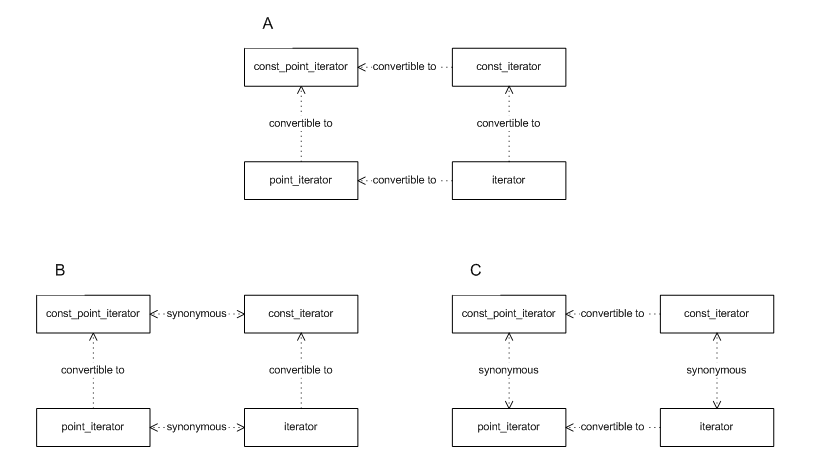 A
const_point_iterator convertible to const_iterator
convertible to convertible to
point_iterator convertible to iterator
B
const_point_iterator synonymous const_iterator
convertible to convertible to
point_iterator synonymous iterator
C
const_point_iterator convertible to const_iterator
synonymous synonymous
point_iterator convertible to iterator